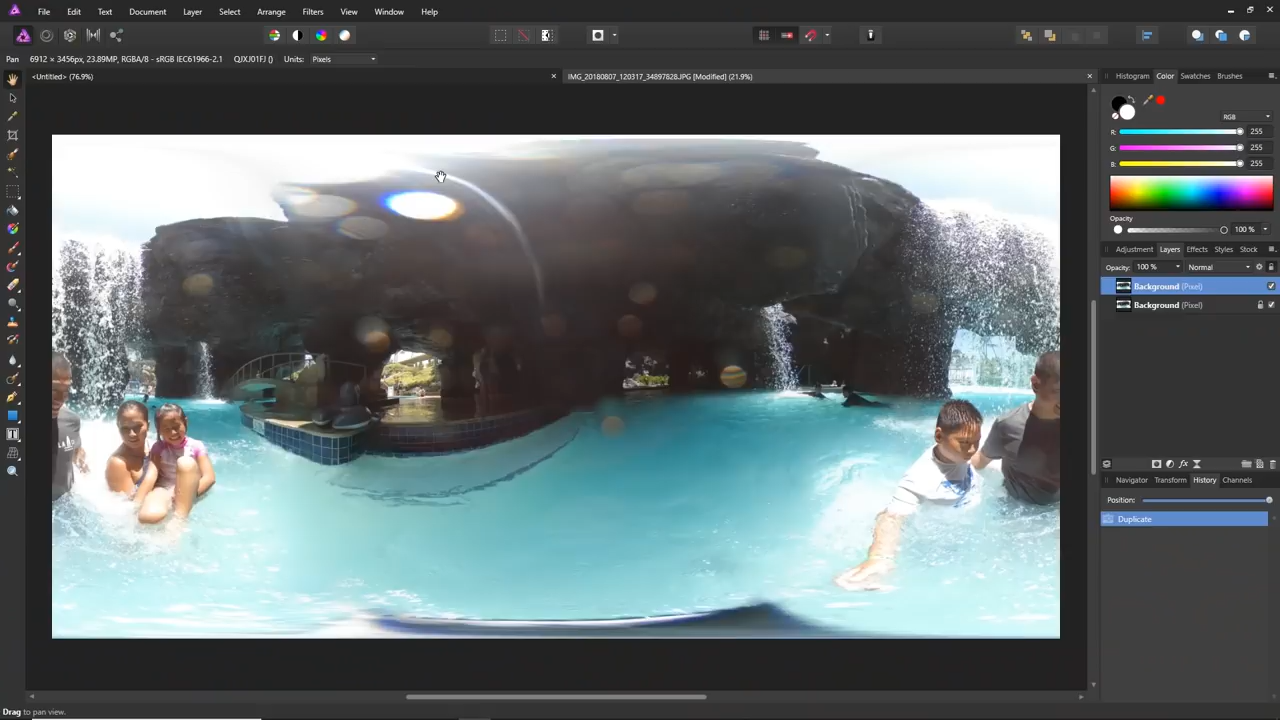 File Edit Text Document Layer Select Arrange Filters View Window Help
Pan 6912 × 3456px, 23.89MP, RGBA/8 - sRGB IEC61966-2.1 QJXJ01FJ () Units: Pixels
<Untitled> (76.9%)
IMG_20180807_120317_34897828.JPG [Modified] (21.9%)
Histogram Color Swatches Brushes
RGB
R: 255
G: 255
B: 255
Opacity
100 %
Adjustment Layers Effects Styles Stock
Opacity: 100 % Normal
Background (Pixel)
Background (Pixel)
Navigator Transform History Channels
Position:
Duplicate
Drag to pan view.